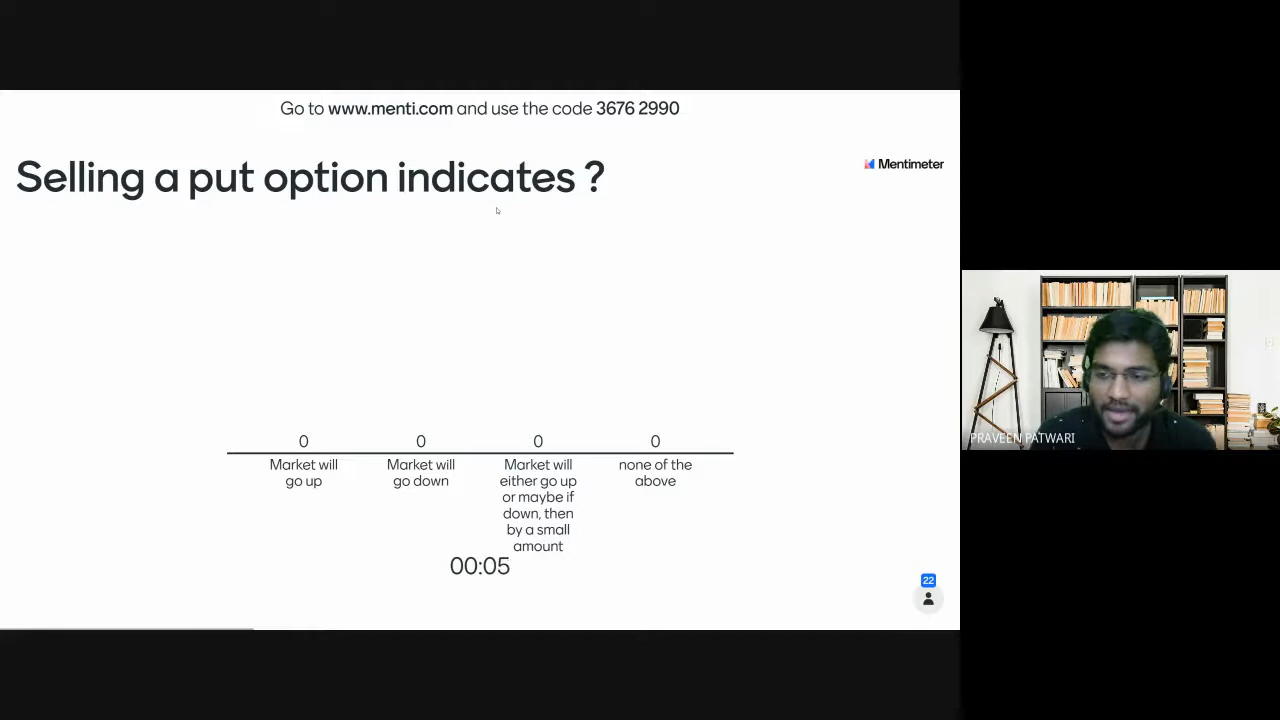 Go to www.menti.com and use the code 3676 2990
Selling a put option indicates ?
Mentimeter
0
0
0
0
Market will
go up
Market will
go down
Market will
either go up
or maybe if
down, then
by a small
amount
none of the
above
00:05
22
PRAVEEN PATWARI